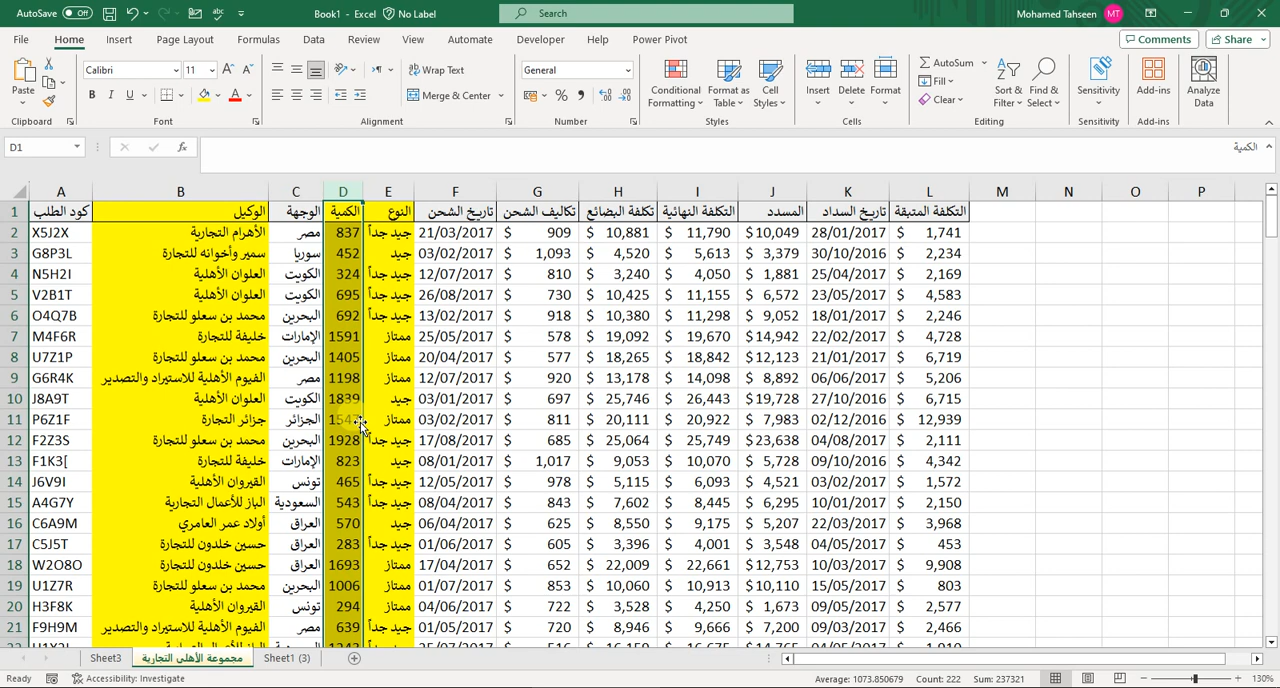 AutoSave Off Book1 - Excel No Label Search Mohamed Tahseen MT
File Home Insert Page Layout Formulas Data Review View Automate Developer Help Power Pivot Comments Share
Paste Calibri 11 Wrap Text General Conditional Formatting Format as Table Cell Styles Insert Delete Format AutoSum Fill Clear Sort & Filter Find & Select Sensitivity Add-ins Analyze Data
B I U Merge & Center
Clipboard Font Alignment Number Styles Cells Editing Sensitivity Add-ins
D1 fx الكمية
A B C D E F G H I J K L M N O P
1 كود الطلب الوكيل الوجهة الكمية النوع تاريخ الشحن تكاليف الشحن تكلفة البضائع التكلفة النهائية المسدد تاريخ السداد التكلفة المتبقة
2 X5J2X الأهرام التجارية مصر 837 جيد جداً 21/03/2017 $ 909 $ 10,881 $ 11,790 $ 10,049 28/01/2017 $ 1,741
3 G8P3L سمير وأخوانه للتجارة سوريا 452 جيد 03/02/2017 $ 1,093 $ 4,520 $ 5,613 $ 3,379 30/10/2016 $ 2,234
4 N5H2I العلوان الأهلية الكويت 324 جيد جداً 12/07/2017 $ 810 $ 3,240 $ 4,050 $ 1,881 25/04/2017 $ 2,169
5 V2B1T العلوان الأهلية الكويت 695 جيد جداً 26/08/2017 $ 730 $ 10,425 $ 11,155 $ 6,572 23/05/2017 $ 4,583
6 O4Q7B محمد بن سعلو للتجارة البحرين 692 جيد جداً 13/02/2017 $ 918 $ 10,380 $ 11,298 $ 9,052 18/01/2017 $ 2,246
7 M4F6R خليفة للتجارة الإمارات 1591 ممتاز 25/05/2017 $ 578 $ 19,092 $ 19,670 $ 14,942 22/02/2017 $ 4,728
8 U7Z1P محمد بن سعلو للتجارة البحرين 1405 ممتاز 20/04/2017 $ 577 $ 18,265 $ 18,842 $ 12,123 21/01/2017 $ 6,719
9 G6R4K الفيوم الأهلية للاستيراد والتصدير مصر 1198 ممتاز 12/07/2017 $ 920 $ 13,178 $ 14,098 $ 8,892 06/06/2017 $ 5,206
10 J8A9T العلوان الأهلية الكويت 1839 جيد 03/01/2017 $ 697 $ 25,746 $ 26,443 $ 19,728 27/10/2016 $ 6,715
11 P6Z1F جزائر التجارة الجزائر 1547 ممتاز 03/02/2017 $ 811 $ 20,111 $ 20,922 $ 7,983 02/12/2016 $ 12,939
12 F2Z3S محمد بن سعلو للتجارة البحرين 1928 جيد جداً 17/08/2017 $ 685 $ 25,064 $ 25,749 $ 23,638 04/08/2017 $ 2,111
13 F1K3[ خليفة للتجارة الإمارات 823 جيد 08/01/2017 $ 1,017 $ 9,053 $ 10,070 $ 5,728 09/10/2016 $ 4,342
14 J6V9I القيروان الأهلية تونس 465 جيد جداً 12/05/2017 $ 978 $ 5,115 $ 6,093 $ 4,521 03/02/2017 $ 1,572
15 A4G7Y الباز للأعمال التجارية السعودية 543 جيد جداً 08/04/2017 $ 843 $ 7,602 $ 8,445 $ 6,295 10/01/2017 $ 2,150
16 C6A9M أولاد عمر العامري العراق 570 جيد 06/04/2017 $ 625 $ 8,550 $ 9,175 $ 5,207 22/03/2017 $ 3,968
17 C5J5T حسين خلدون للتجارة العراق 283 جيد جداً 01/06/2017 $ 605 $ 3,396 $ 4,001 $ 3,548 04/05/2017 $ 453
18 W2O8O حسين خلدون للتجارة العراق 1693 ممتاز 17/04/2017 $ 652 $ 22,009 $ 22,661 $ 12,753 10/03/2017 $ 9,908
19 U1Z7R محمد بن سعلو للتجارة البحرين 1006 ممتاز 01/07/2017 $ 853 $ 10,060 $ 10,913 $ 10,110 15/05/2017 $ 803
20 H3F8K القيروان الأهلية تونس 294 ممتاز 04/06/2017 $ 722 $ 3,528 $ 4,250 $ 1,673 09/05/2017 $ 2,577
21 F9H9M الفيوم الأهلية للاستيراد والتصدير مصر 639 جيد جداً 01/05/2017 $ 720 $ 8,946 $ 9,666 $ 7,200 09/03/2017 $ 2,466
Sheet3 مجموعة الأهلي التجارية Sheet1 (3)
Ready Accessibility: Investigate Average: 1073.850679 Count: 222 Sum: 237321 130%